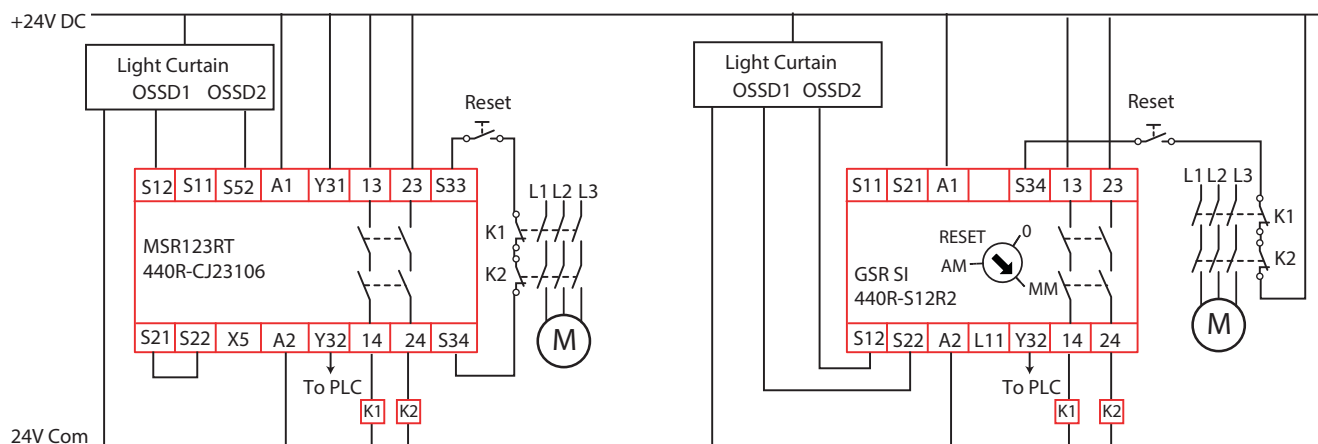 +24V DC
Light Curtain
OSSD1 OSSD2
Reset
S12 S11 S52 A1 Y31 13 23 S33
L1 L2 L3
K1
K2
MSR123RT
440R-CJ23106
M
S21 S22 X5 A2 Y32 14 24 S34
To PLC
K1 K2
24V Com
Light Curtain
OSSD1 OSSD2
Reset
S11 S21 A1 S34 13 23
L1 L2 L3
K1
K2
RESET 0
AM
MM
GSR SI
440R-S12R2
M
S12 S22 A2 L11 Y32 14 24
To PLC
K1 K2